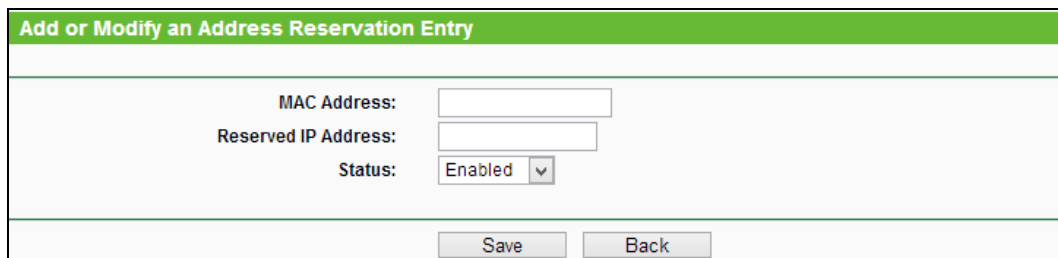 Add or Modify an Address Reservation Entry
MAC Address:
Reserved IP Address:
Status: Enabled
Save Back